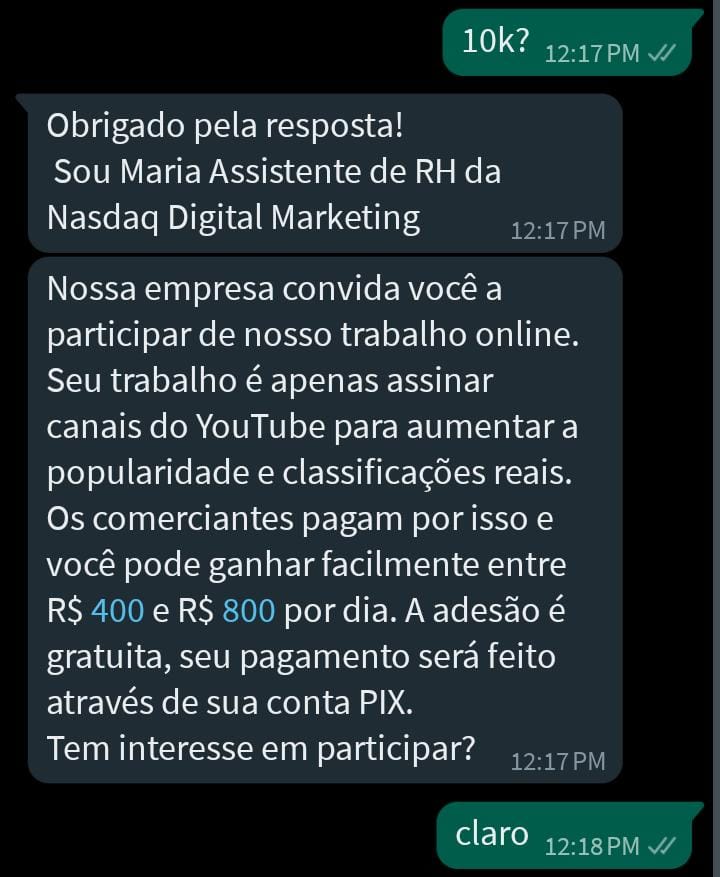 10k? 12:17 PM
Obrigado pela resposta!
Sou Maria Assistente de RH da
Nasdaq Digital Marketing 12:17 PM
Nossa empresa convida você a
participar de nosso trabalho online.
Seu trabalho é apenas assinar
canais do YouTube para aumentar a
popularidade e classificações reais.
Os comerciantes pagam por isso e
você pode ganhar facilmente entre
R$ 400 e R$ 800 por dia. A adesão é
gratuita, seu pagamento será feito
através de sua conta PIX.
Tem interesse em participar? 12:17 PM
claro 12:18 PM